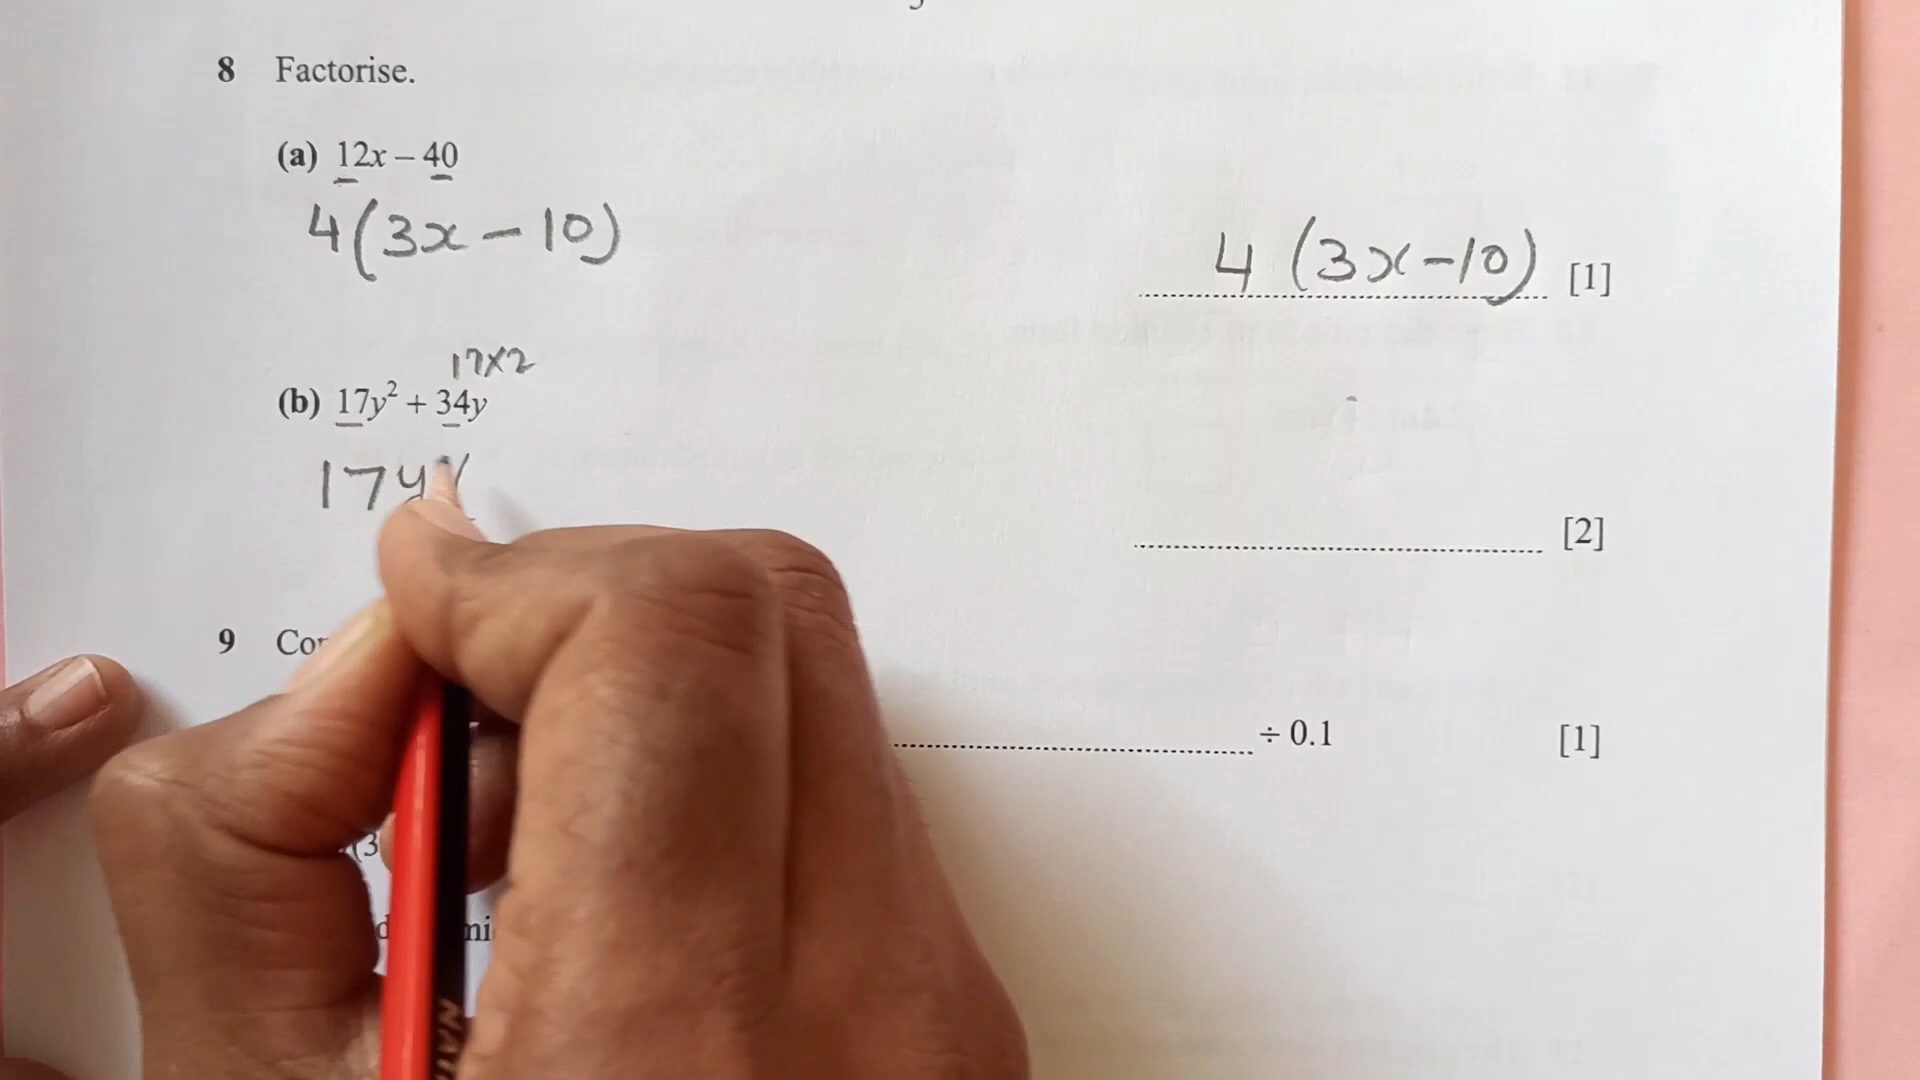 8 Factorise.
(a) 12x – 40
4(3x – 10)
4 (3x – 10) [1]
17×2
(b) 17y² + 34y
17y(
[2]
9
÷ 0.1 [1]